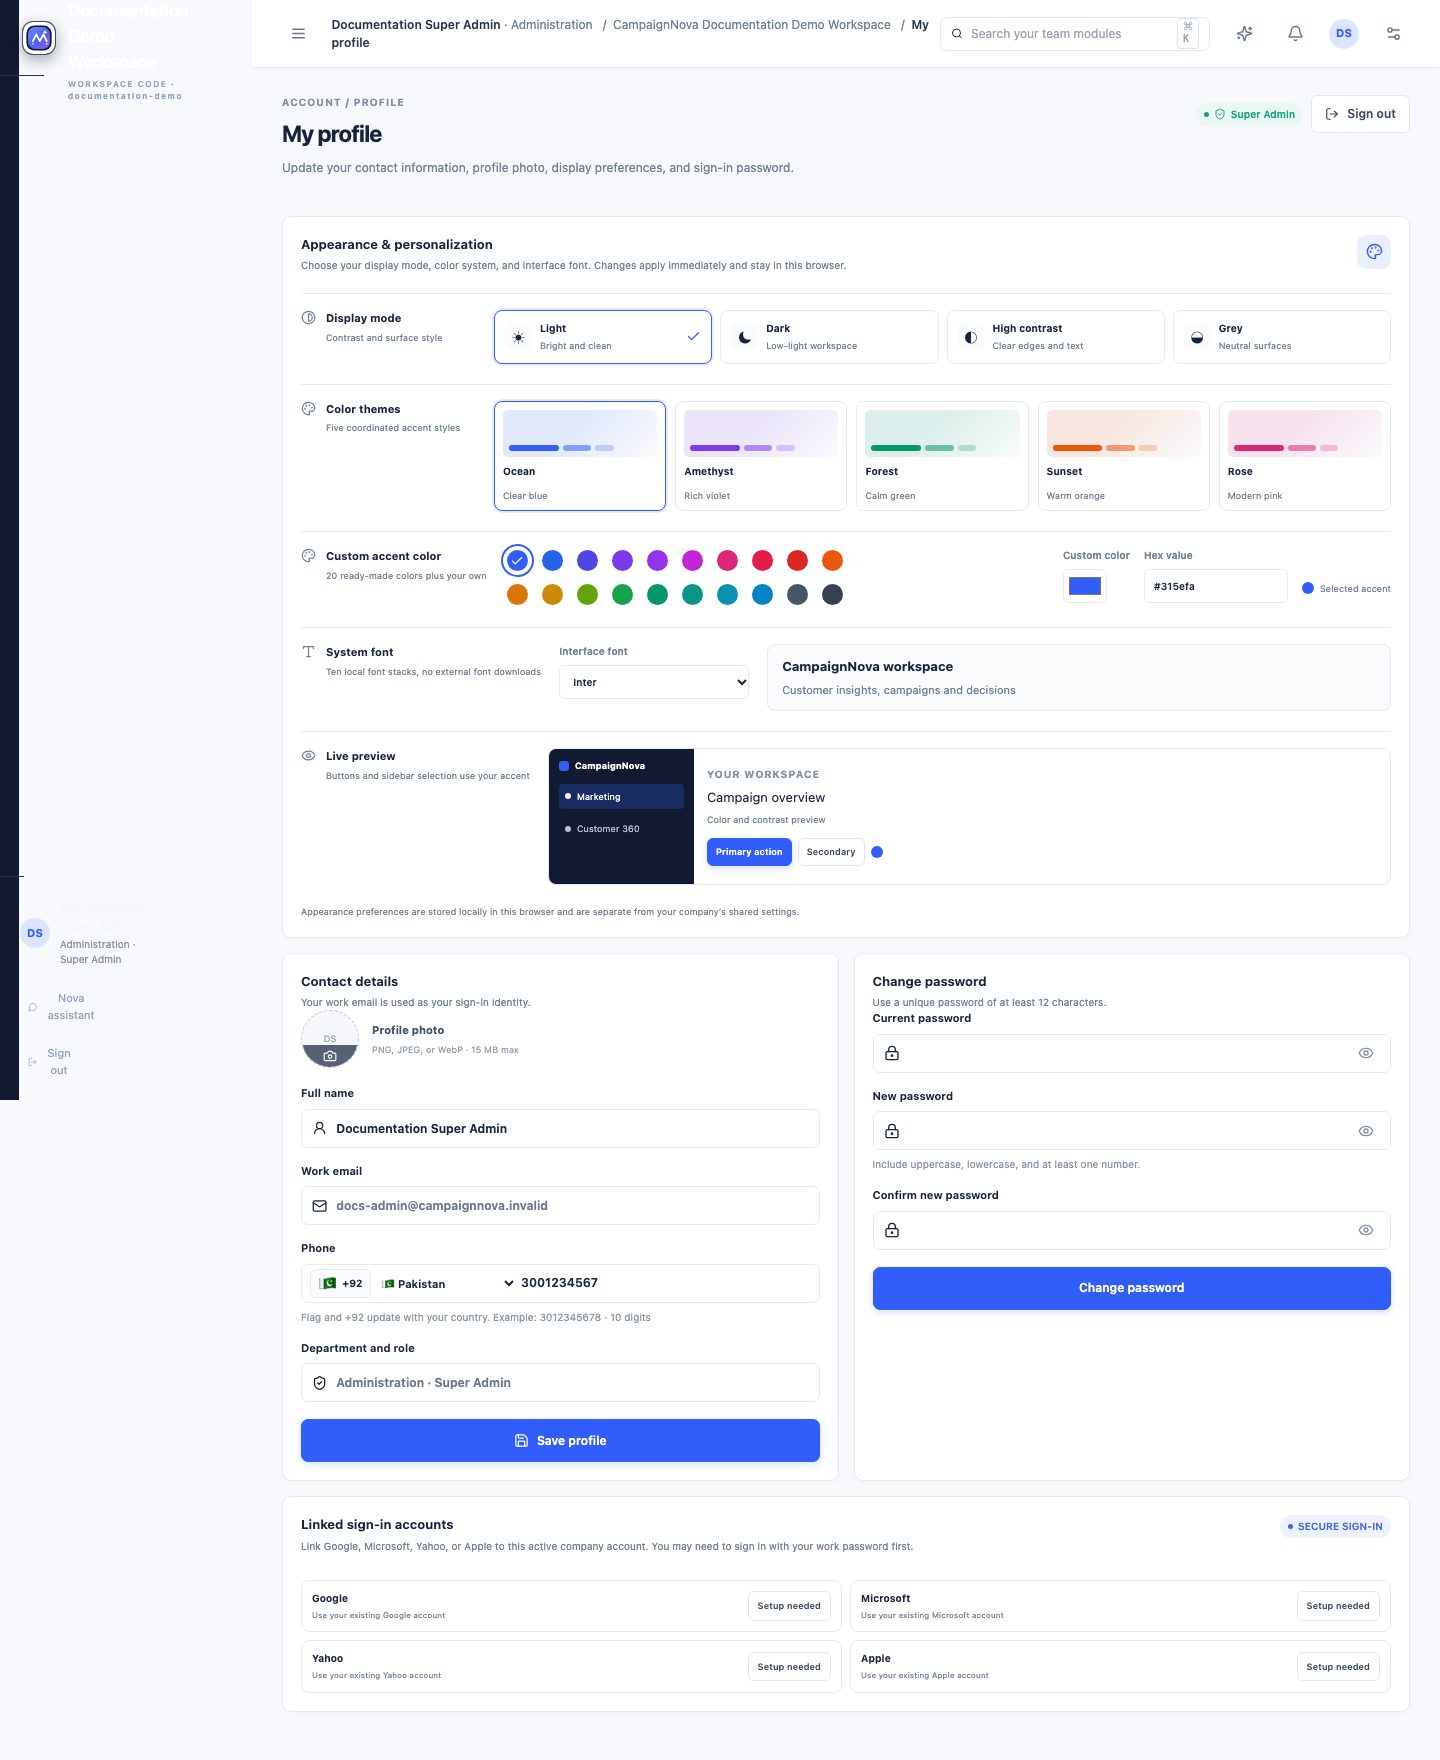 Documentation
Demo
Workspace
WORKSPACE CODE ·
documentation-demo
Documentation Super Admin · Administration / CampaignNova Documentation Demo Workspace / My profile
Search your team modules
⌘ K
DS
ACCOUNT / PROFILE
My profile
Update your contact information, profile photo, display preferences, and sign-in password.
Super Admin
Sign out
Appearance & personalization
Choose your display mode, color system, and interface font. Changes apply immediately and stay in this browser.
Display mode
Contrast and surface style
Light
Bright and clean
Dark
Low-light workspace
High contrast
Clear edges and text
Grey
Neutral surfaces
Color themes
Five coordinated accent styles
Ocean
Clear blue
Amethyst
Rich violet
Forest
Calm green
Sunset
Warm orange
Rose
Modern pink
Custom accent color
20 ready-made colors plus your own
Custom color
Hex value
#315efa
Selected accent
System font
Ten local font stacks, no external font downloads
Interface font
Inter
CampaignNova workspace
Customer insights, campaigns and decisions
Live preview
Buttons and sidebar selection use your accent
CampaignNova
Marketing
Customer 360
YOUR WORKSPACE
Campaign overview
Color and contrast preview
Primary action
Secondary
Appearance preferences are stored locally in this browser and are separate from your company's shared settings.
Documentation
Super Admin
DS
Administration ·
Super Admin
Nova
assistant
Sign
out
Contact details
Your work email is used as your sign-in identity.
DS
Profile photo
PNG, JPEG, or WebP · 15 MB max
Full name
Documentation Super Admin
Work email
docs-admin@campaignnova.invalid
Phone
+92
Pakistan
3001234567
Flag and +92 update with your country. Example: 3012345678 · 10 digits
Department and role
Administration · Super Admin
Save profile
Change password
Use a unique password of at least 12 characters.
Current password
New password
Include uppercase, lowercase, and at least one number.
Confirm new password
Change password
Linked sign-in accounts
Link Google, Microsoft, Yahoo, or Apple to this active company account. You may need to sign in with your work password first.
SECURE SIGN-IN
Google
Use your existing Google account
Setup needed
Microsoft
Use your existing Microsoft account
Setup needed
Yahoo
Use your existing Yahoo account
Setup needed
Apple
Use your existing Apple account
Setup needed